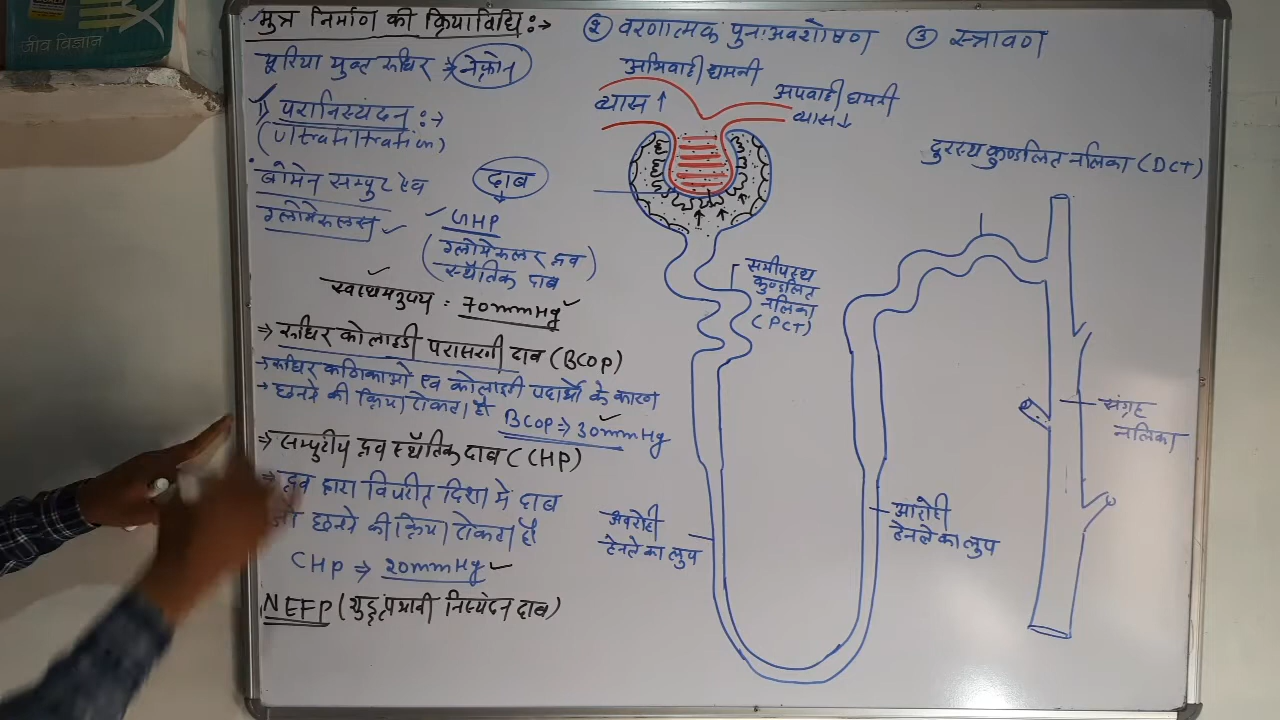 जीव विज्ञान
मूत्र निर्माण की क्रियाविधि :→
② वरणात्मक पुनःअवशोषण
③ स्त्रावण
यूरिया युक्त रुधिर → नेफ्रोन
1) परानिस्यंदन :→
बोमेन सम्पुट एवं
ग्लोमेरुलस
दाब
GHP
(ग्लोमेरूलर द्रव
स्थैतिक दाब)
: 70mmHg
⇒ रुधिर कोलाइडी परासरणी दाब (BCOP)
→ रुधिर कणिकाओ एवं कोलाइडी पदार्थो के कारण
→ छनने की क्रिया रोकता है
BCOP ⇒ 30mmHg
⇒ सम्पुटीय द्रव स्थैतिक दाब (CHP)
→ द्रव द्वारा विपरीत दिशा मे दाब
जो छनने की क्रिया रोकता है
CHP ⇒ 20mmHg
NEFP (शुद्ध प्रभावी निस्यंदन दाब)
अभिवाही धमनी
व्यास ↑
अपवाही धमनी
व्यास ↓
समीपस्थ
कुण्डलित
नलिका
(PCT)
दुरस्थ कुण्डलित नलिका (DCT)
संग्रह
नलिका
अवरोही
हेनले का लुप
आरोही
हेनले का लुप